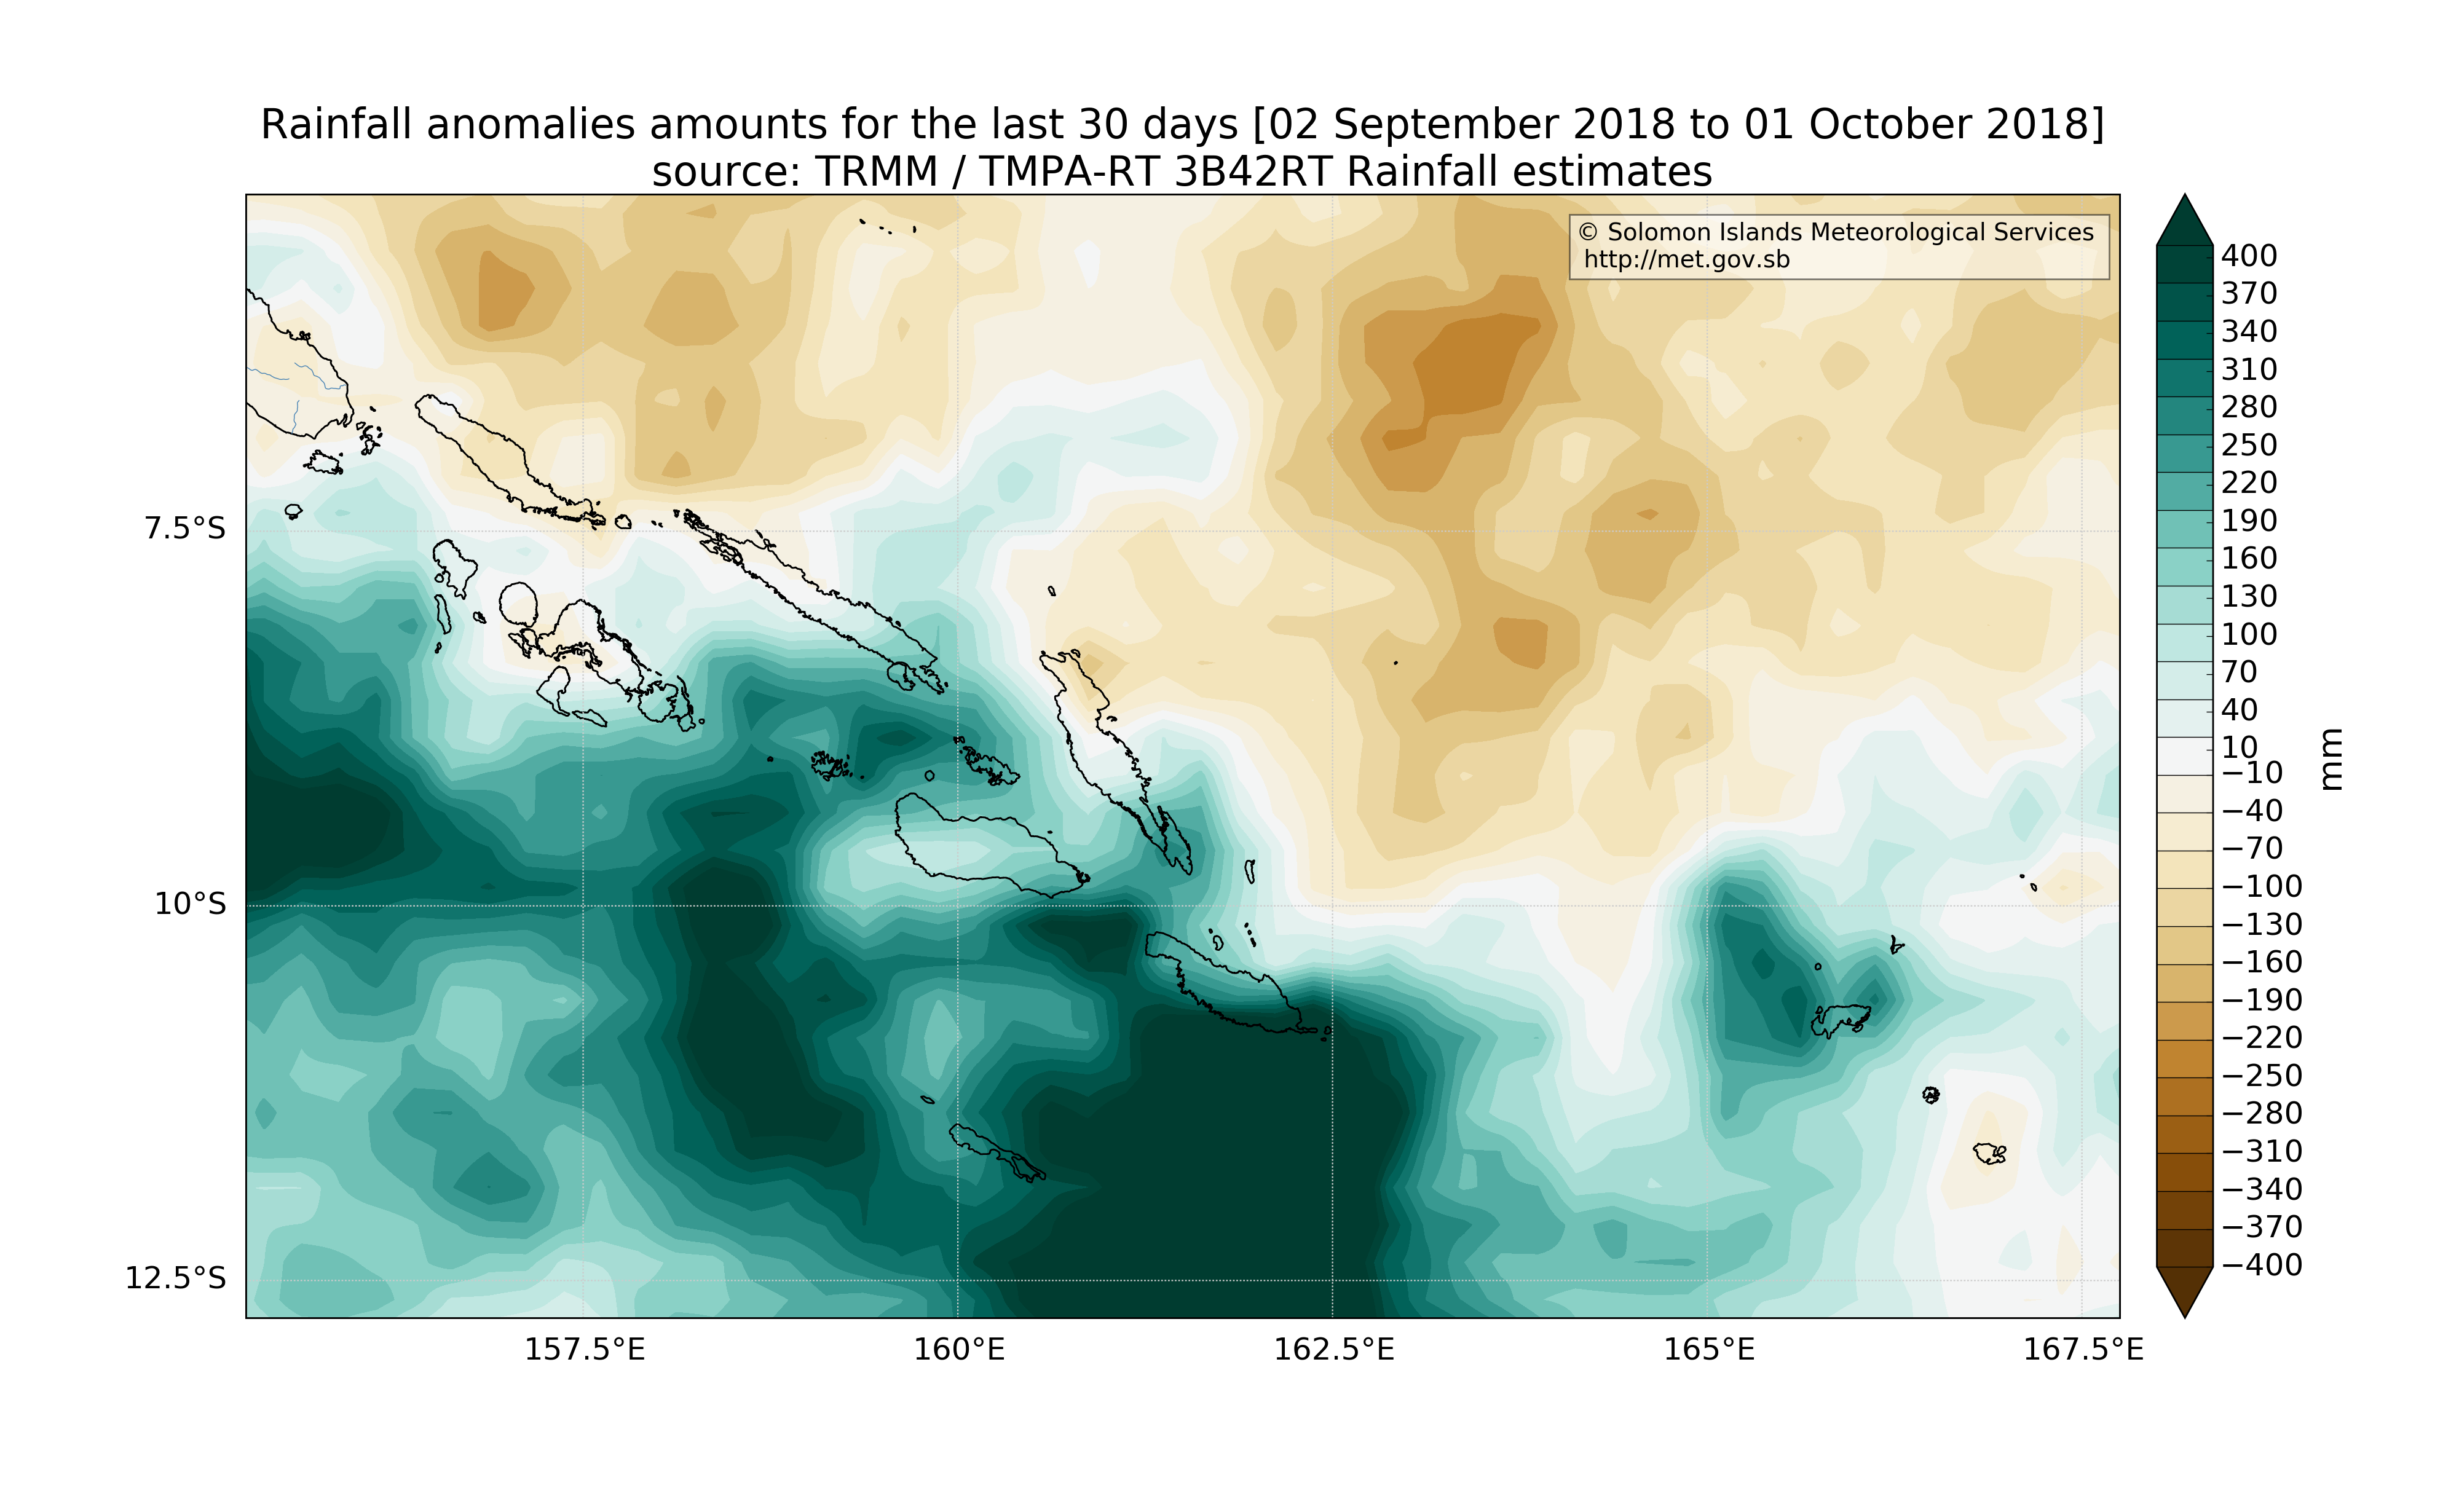 Rainfall anomalies amounts for the last 30 days [02 September 2018 to 01 October 2018]
source: TRMM / TMPA-RT 3B42RT Rainfall estimates
© Solomon Islands Meteorological Services
http://met.gov.sb
7.5°S
10°S
12.5°S
157.5°E
160°E
162.5°E
165°E
167.5°E
400
370
340
310
280
250
220
190
160
130
100
70
40
10
−10
−40
−70
−100
−130
−160
−190
−220
−250
−280
−310
−340
−370
−400
mm